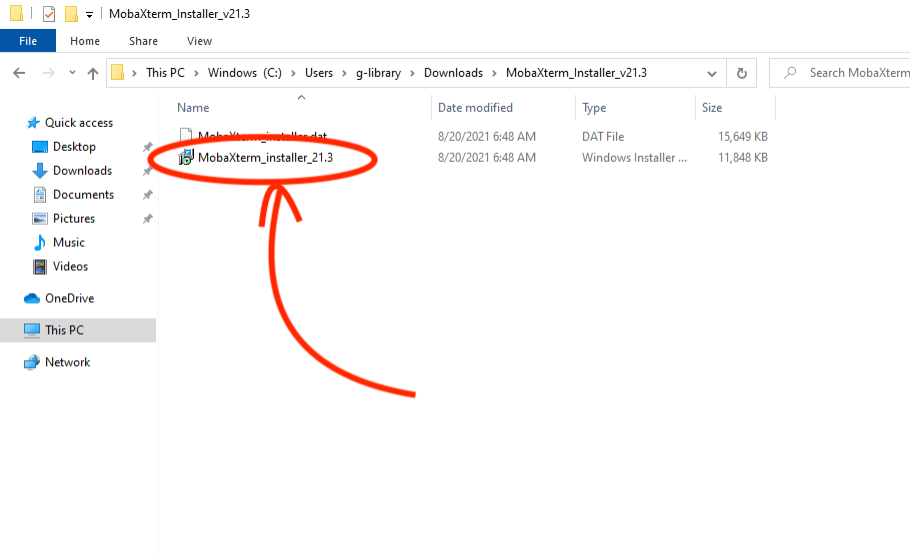 MobaXterm_Installer_v21.3
File Home Share View
This PC Windows (C:) Users g-library Downloads MobaXterm_Installer_v21.3 Search MobaXterm
Name Date modified Type Size
Quick access
Desktop
Downloads
Documents
Pictures
Music
Videos
OneDrive
This PC
Network
MobaXterm_installer.dat 8/20/2021 6:48 AM DAT File 15,649 KB
MobaXterm_installer_21.3 8/20/2021 6:48 AM Windows Installer ... 11,848 KB